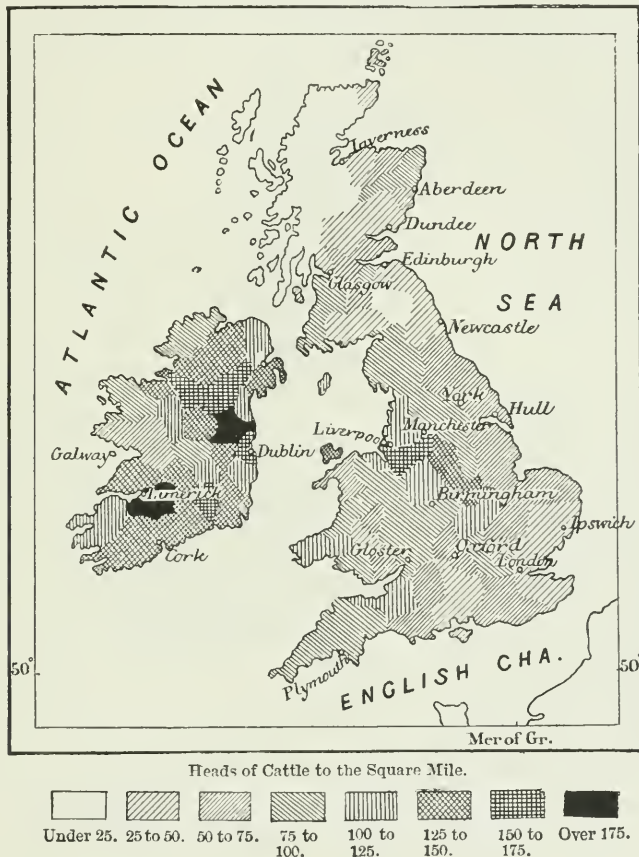 ATLANTIC OCEAN
Inverness
Aberdeen
Dundee
NORTH
Edinburgh
Glasgow
SEA
Newcastle
York
Hull
Manchester
Liverpool
Galway
Dublin
Limerick
Birmingham
Ipswich
Cork
Gloster
Oxford
London
Plymouth
ENGLISH CHA.
50°
50°
Mer of Gr.
Heads of Cattle to the Square Mile.
Under 25. 25 to 50. 50 to 75. 75 to 100. 100 to 125. 125 to 150. 150 to 175. Over 175.